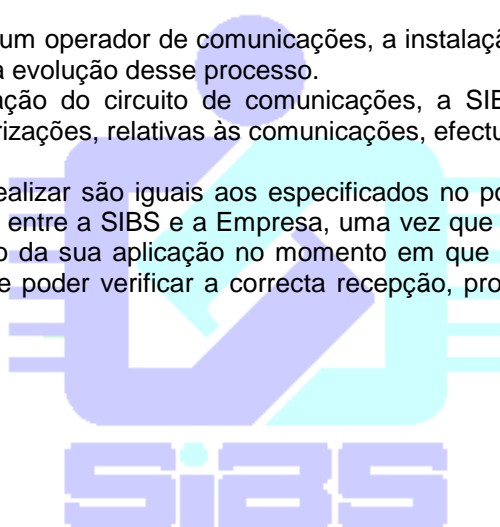 um operador de comunicações, a instalaçã
a evolução desse processo.
ação do circuito de comunicações, a SIB
rizações, relativas às comunicações, efectu
ealizar são iguais aos especificados no po
entre a SIBS e a Empresa, uma vez que
o da sua aplicação no momento em que
e poder verificar a correcta recepção, pro
SiBS